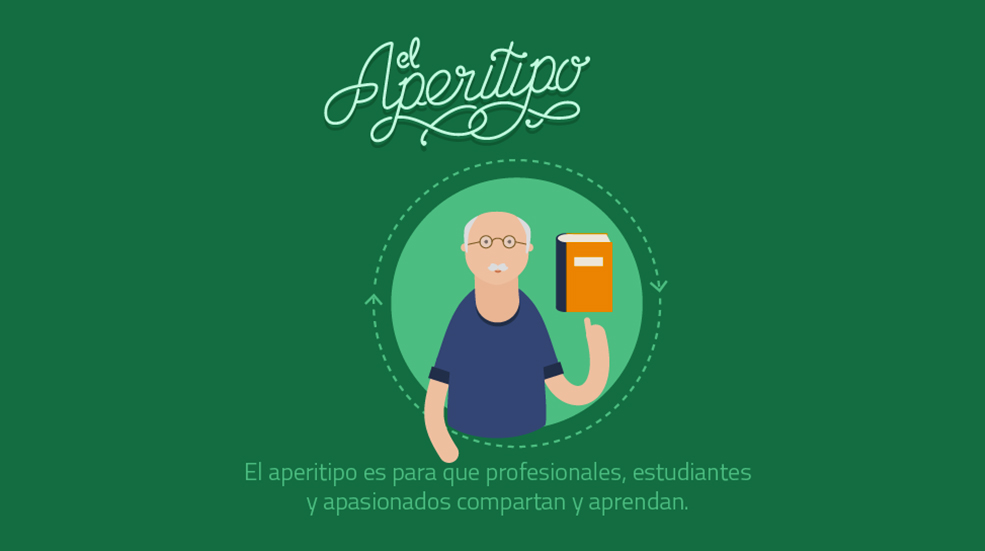 el
Aperitipo
El aperitipo es para que profesionales, estudiantes
y apasionados compartan y aprendan.